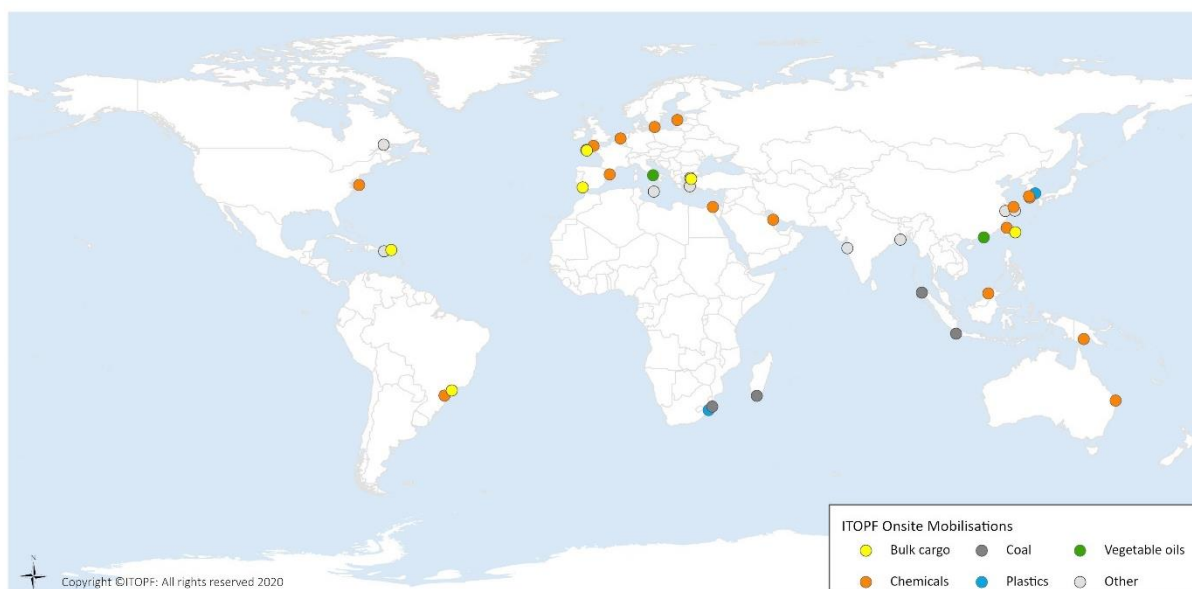 ITOPF Onsite Mobilisations
Bulk cargo Coal Vegetable oils
Chemicals Plastics Other
N
Copyright ©ITOPF: All rights reserved 2020